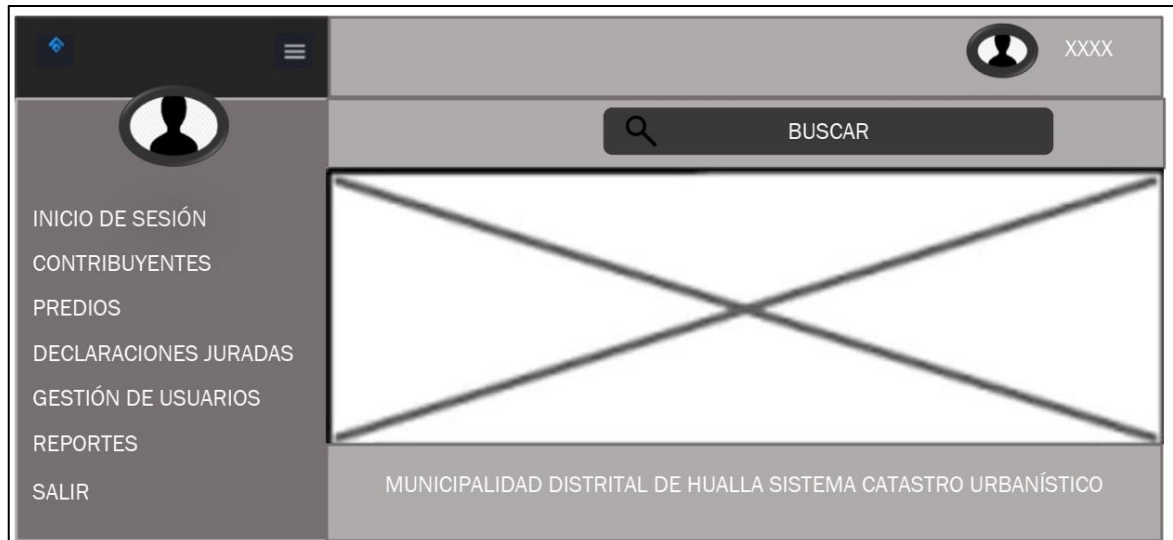 XXXX
BUSCAR
INICIO DE SESIÓN
CONTRIBUYENTES
PREDIOS
DECLARACIONES JURADAS
GESTIÓN DE USUARIOS
REPORTES
SALIR
MUNICIPALIDAD DISTRITAL DE HUALLA SISTEMA CATASTRO URBANÍSTICO